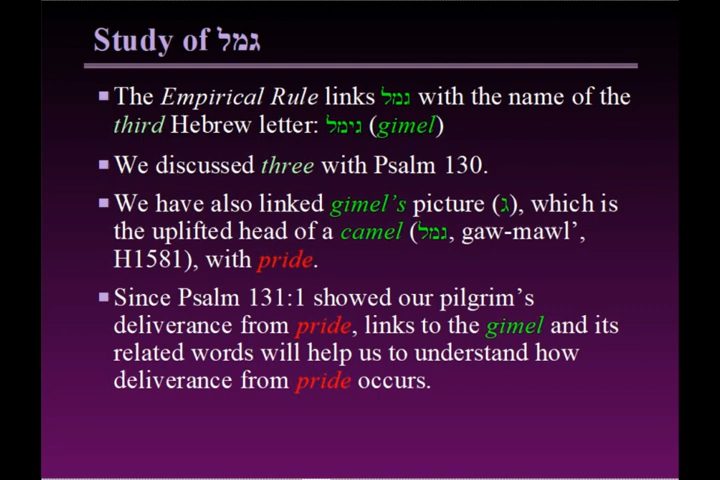 Study of גמל
The Empirical Rule links גמל with the name of the
third Hebrew letter: גימל (gimel)
We discussed three with Psalm 130.
We have also linked gimel’s picture (ג), which is
the uplifted head of a camel (גמל, gaw-mawl’,
H1581), with pride.
Since Psalm 131:1 showed our pilgrim’s
deliverance from pride, links to the gimel and its
related words will help us to understand how
deliverance from pride occurs.